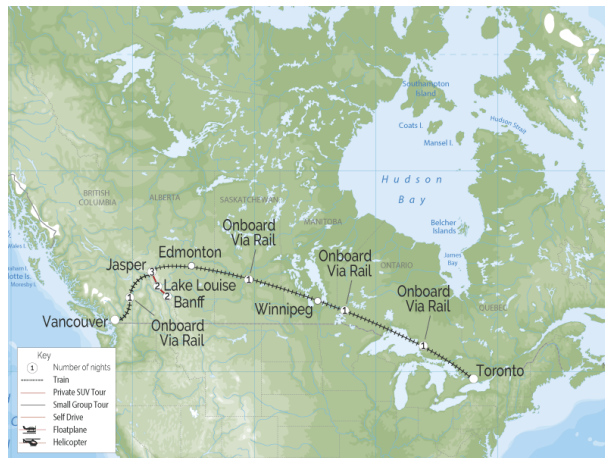 Southampton
Island
Coats I.
Mansel I.
Hudson Strait
Hudson
Bay
BRITISH
COLUMBIA
ALBERTA
SASKATCHEWAN
MANITOBA
Belcher
Islands
James
Bay
ONTARIO
QUEBEC
Onboard
Via Rail
Onboard
Via Rail
Onboard
Via Rail
Edmonton
Jasper
3
2
Lake Louise
2
Banff
1
1
1
1
Winnipeg
Vancouver
Onboard
Via Rail
Toronto
Wales I.
Graham I.
Moresby I.
Key
1 Number of nights
Train
Private SUV Tour
Small Group Tour
Self Drive
Floatplane
Helicopter